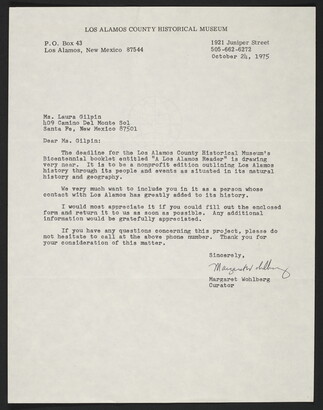 LOS ALAMOS COUNTY HISTORICAL MUSEUM
P.O. Box 43
Los Alamos, New Mexico 87544
1921 Juniper Street
505-662-6272
October 24, 1975
Ms. Laura Gilpin
409 Camino Del Monte Sol
Santa Fe, New Mexico 87501
Dear Ms. Gilpin:
The deadline for the Los Alamos County Historical Museum's
Bicentennial booklet entitled "A Los Alamos Reader" is drawing
very near. It is to be a nonprofit edition outlining Los Alamos
history through its people and events as situated in its natural
history and geography.
We very much want to include you in it as a person whose
contact with Los Alamos has greatly added to its history.
I would most appreciate it if you could fill out the enclosed
form and return it to us as soon as possible. Any additional
information would be gratefully appreciated.
If you have any questions concerning this project, please do
not hesitate to call at the above phone number. Thank you for
your consideration of this matter.
Sincerely,
Margaret Wohlberg
Margaret Wohlberg
Curator